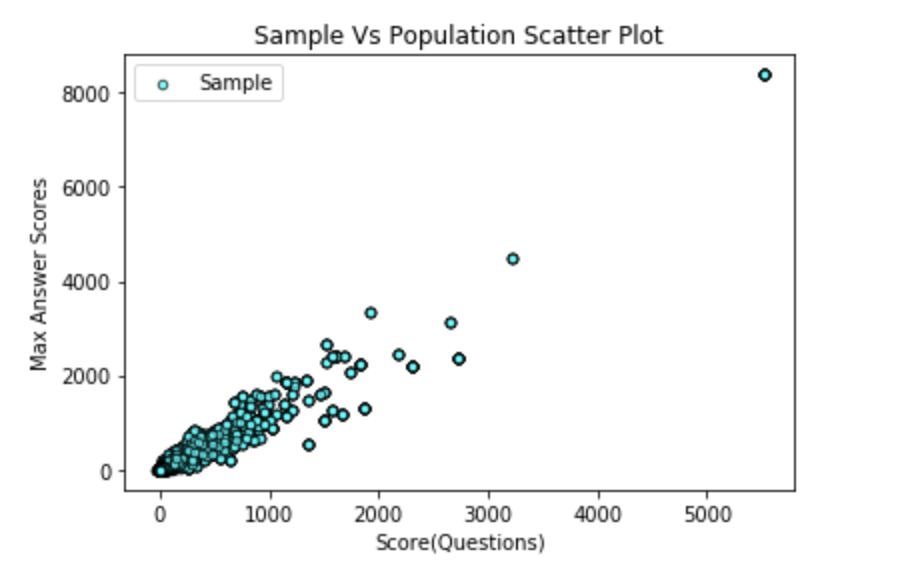 Sample Vs Population Scatter Plot
Sample
8000
6000
4000
2000
0
Max Answer Scores
0 1000 2000 3000 4000 5000
Score(Questions)